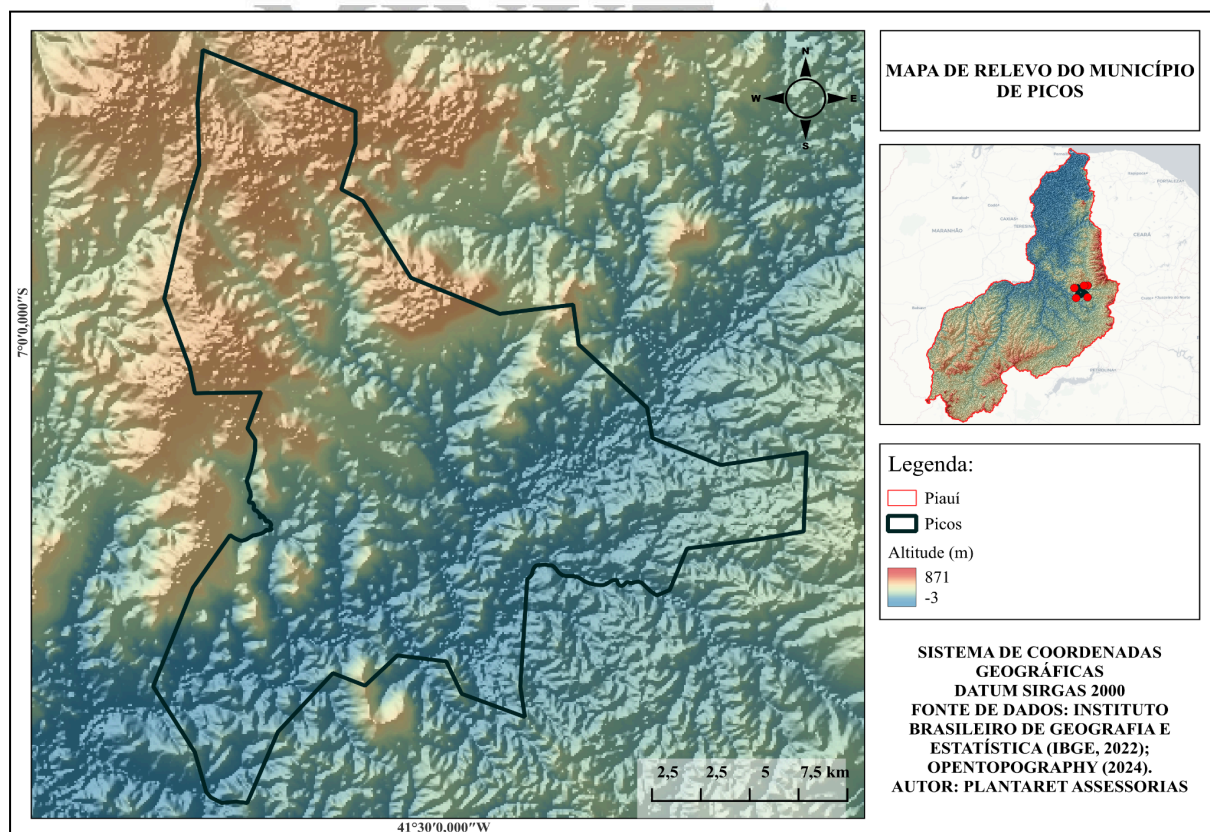 MINUTA
N
W
E
S
7°0'0,000"S
41°30'0,000"W
2,5 2,5 5 7,5 km
MAPA DE RELEVO DO MUNICÍPIO
DE PICOS
MARANHÃO
CEARÁ
Legenda:
Piauí
Picos
Altitude (m)
871
-3
SISTEMA DE COORDENADAS
GEOGRÁFICAS
DATUM SIRGAS 2000
FONTE DE DADOS: INSTITUTO
BRASILEIRO DE GEOGRAFIA E
ESTATÍSTICA (IBGE, 2022);
OPENTOPOGRAPHY (2024).
AUTOR: PLANTARET ASSESSORIAS